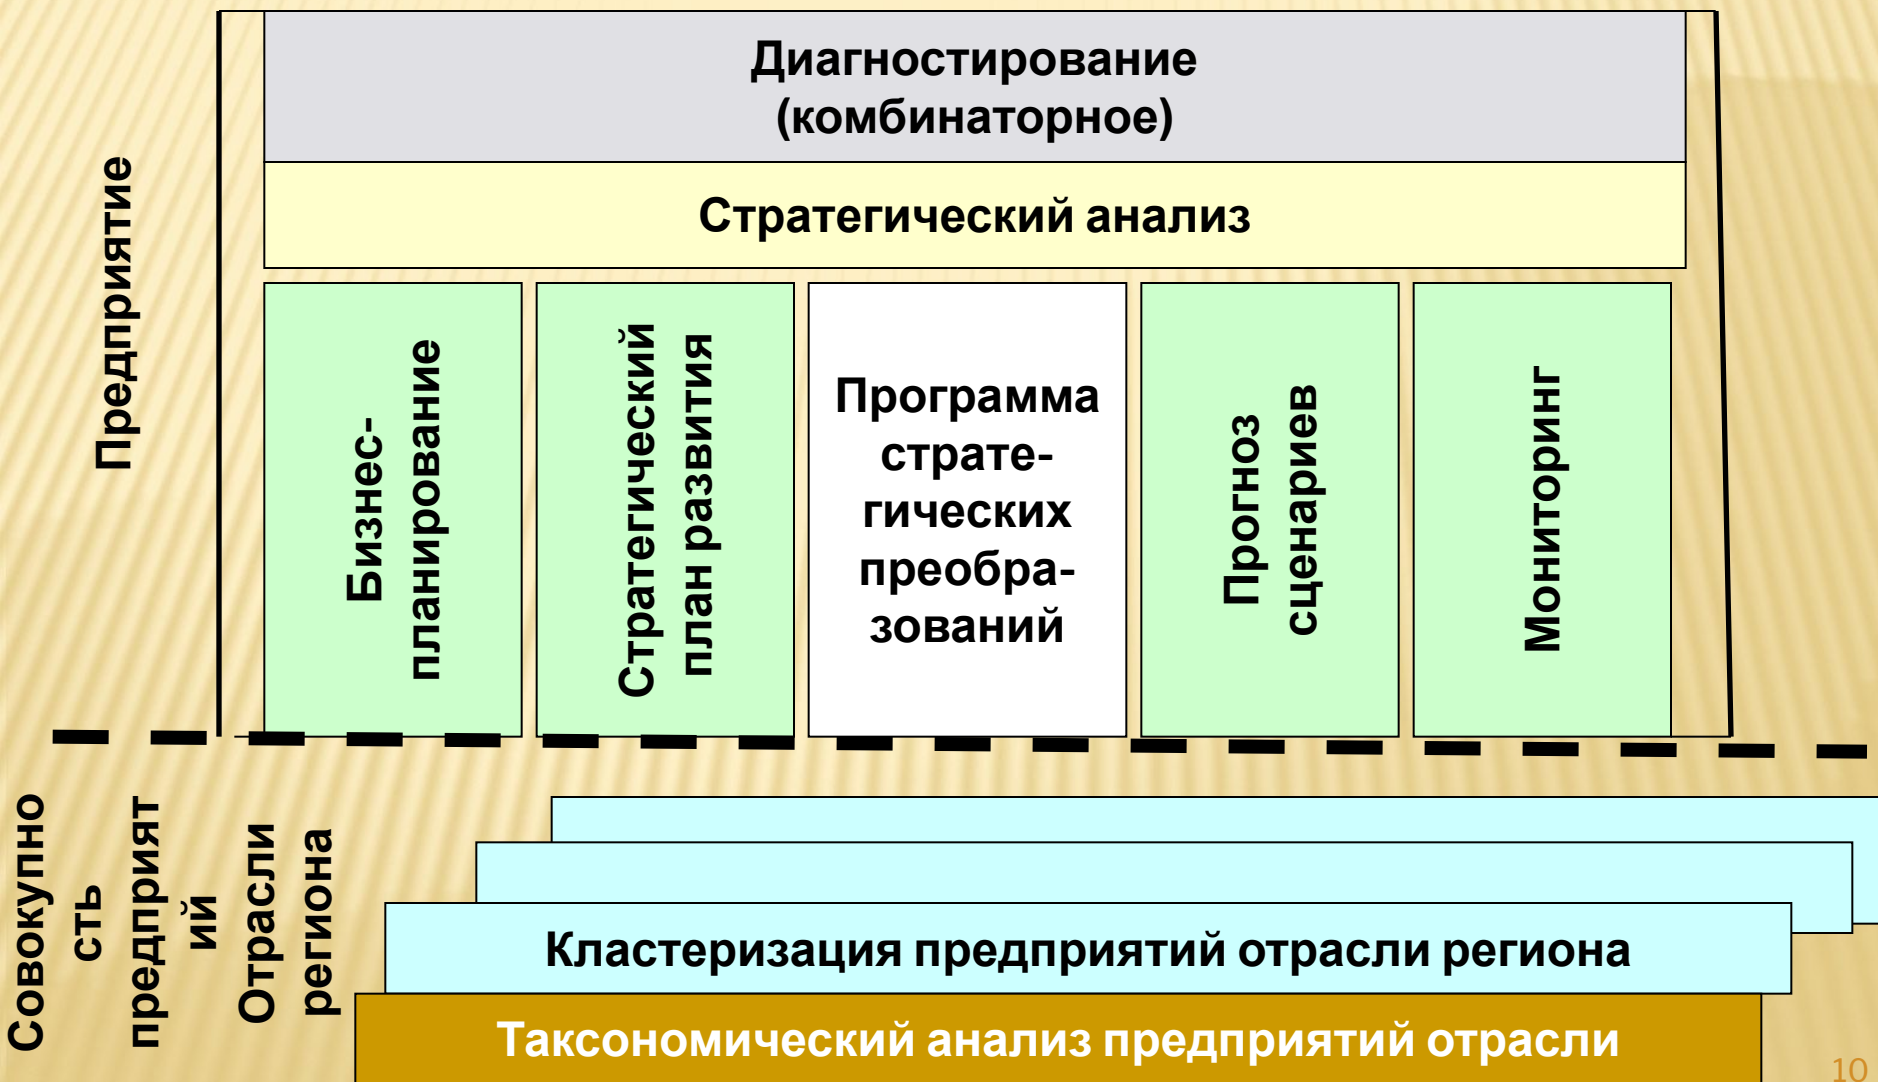 Предприятие
Диагностирование
(комбинаторное)
Стратегический анализ
Бизнес-
планирование
Стратегический
план развития
Программа
страте-
гических
преобра-
зований
Прогноз
сценариев
Мониторинг
Совокупно
сть
предприят
ий
Отрасли
региона
Кластеризация предприятий отрасли региона
Таксономический анализ предприятий отрасли
10